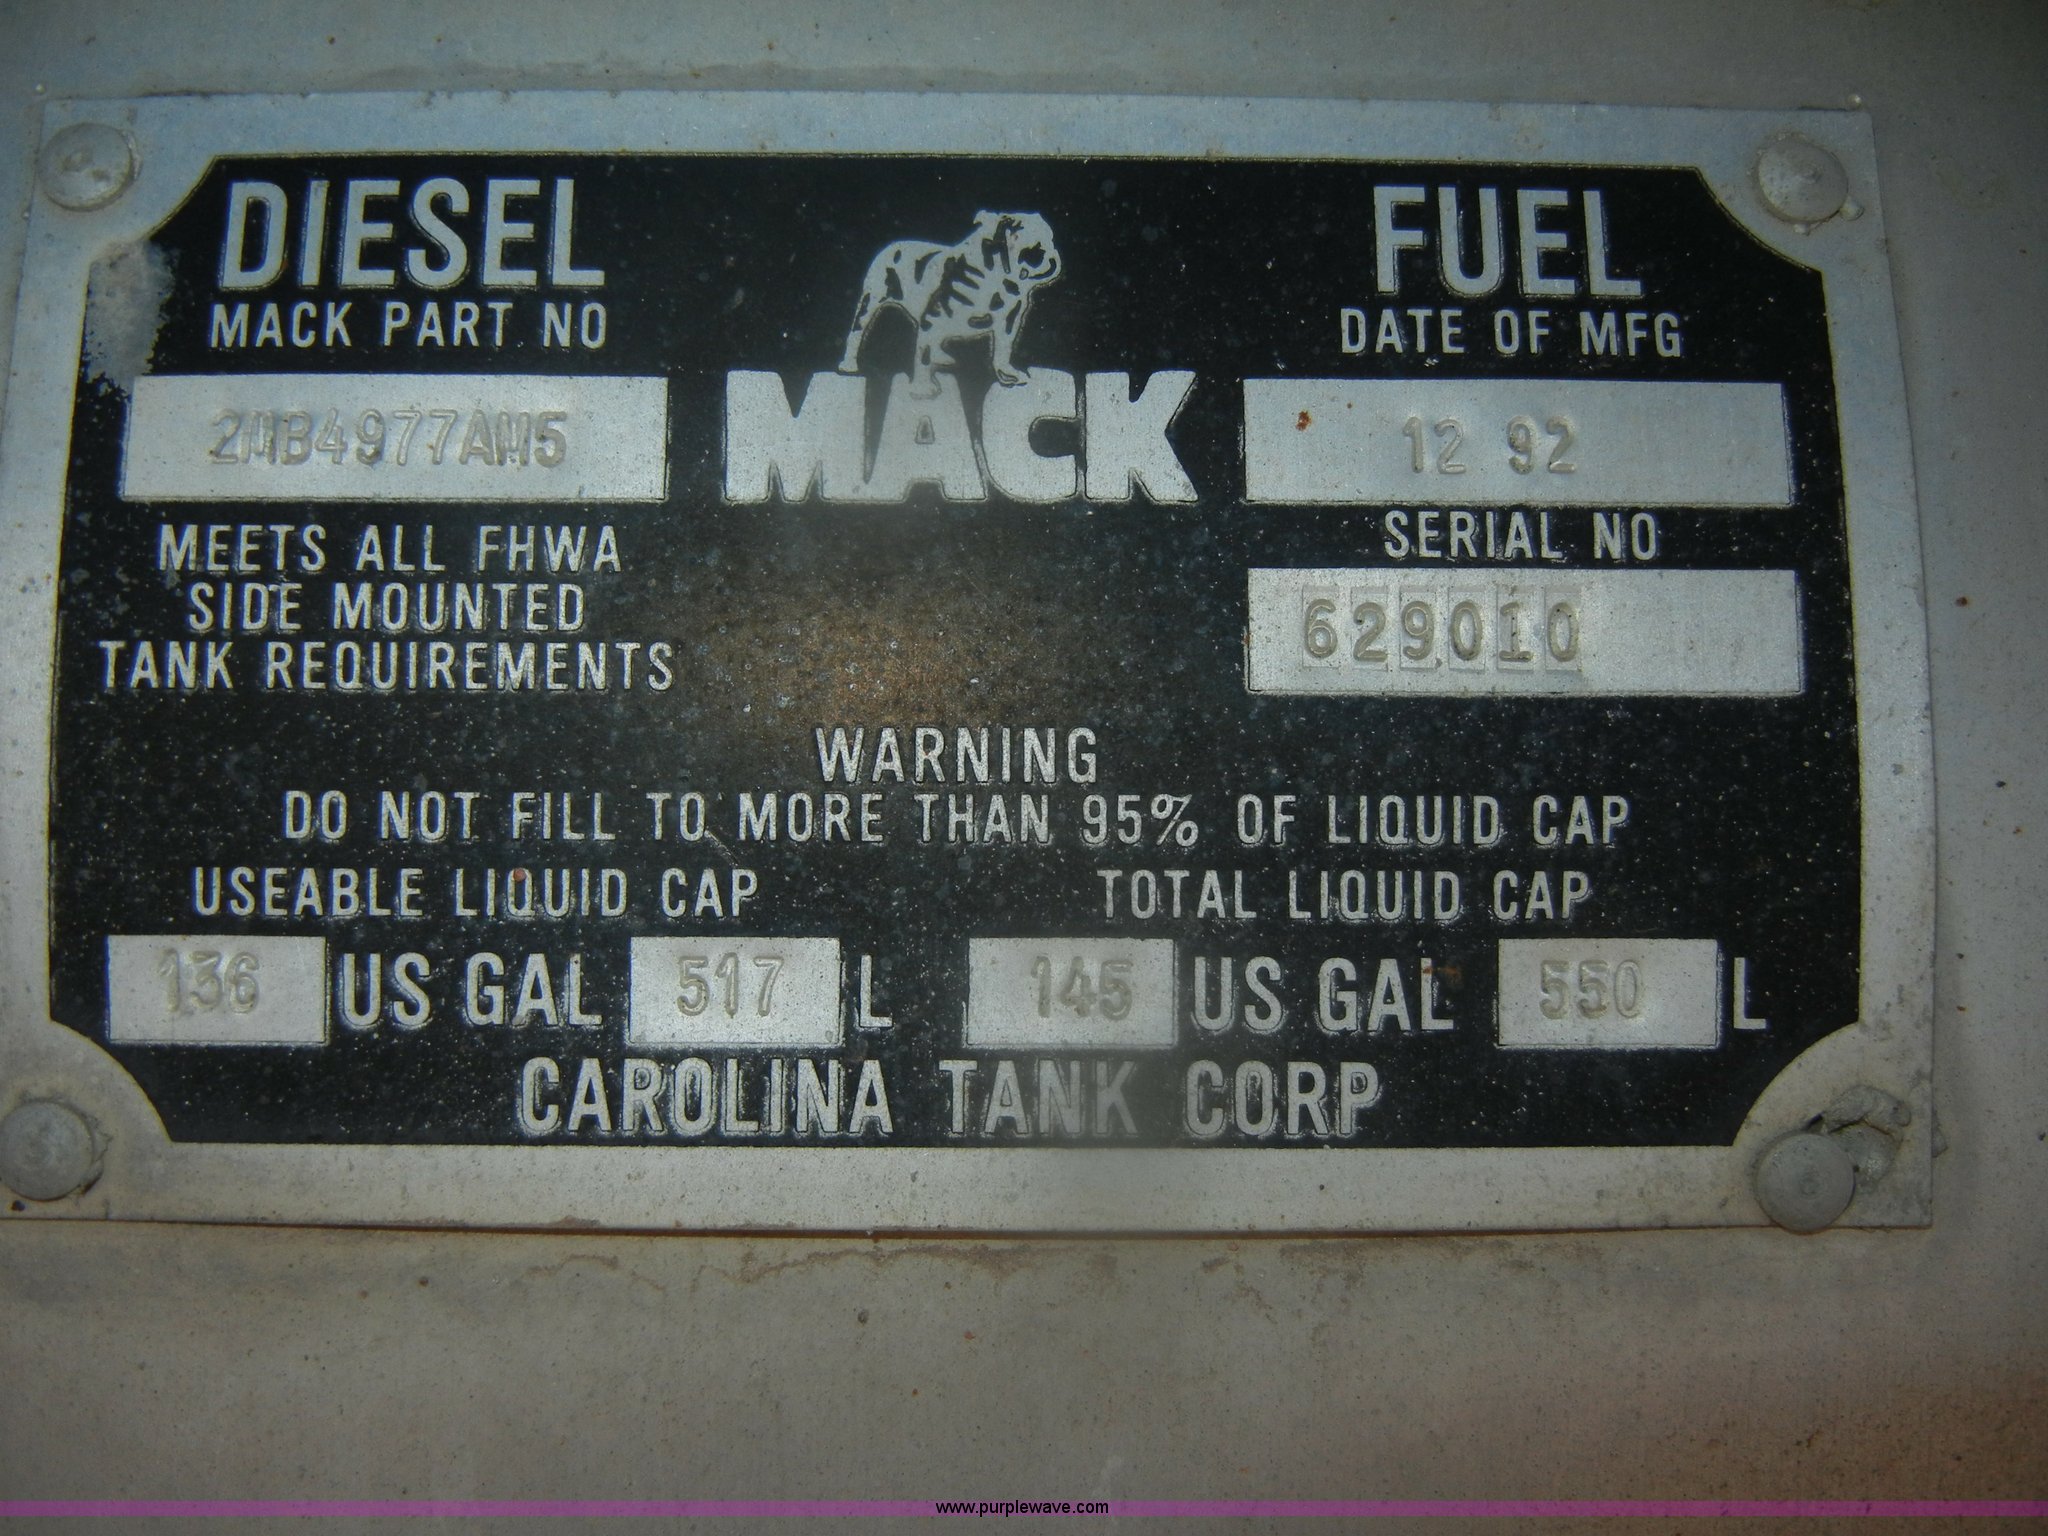 DIESEL FUEL
MACK PART NO DATE OF MFG
MACK
2MB4977AM5 12 92
MEETS ALL FHWA SERIAL NO
SIDE MOUNTED
TANK REQUIREMENTS
629010
WARNING
DO NOT FILL TO MORE THAN 95% OF LIQUID CAP
USEABLE LIQUID CAP TOTAL LIQUID CAP
136 US GAL 517 L 145 US GAL 550 L
CAROLINA TANK CORP
www.purplewave.com